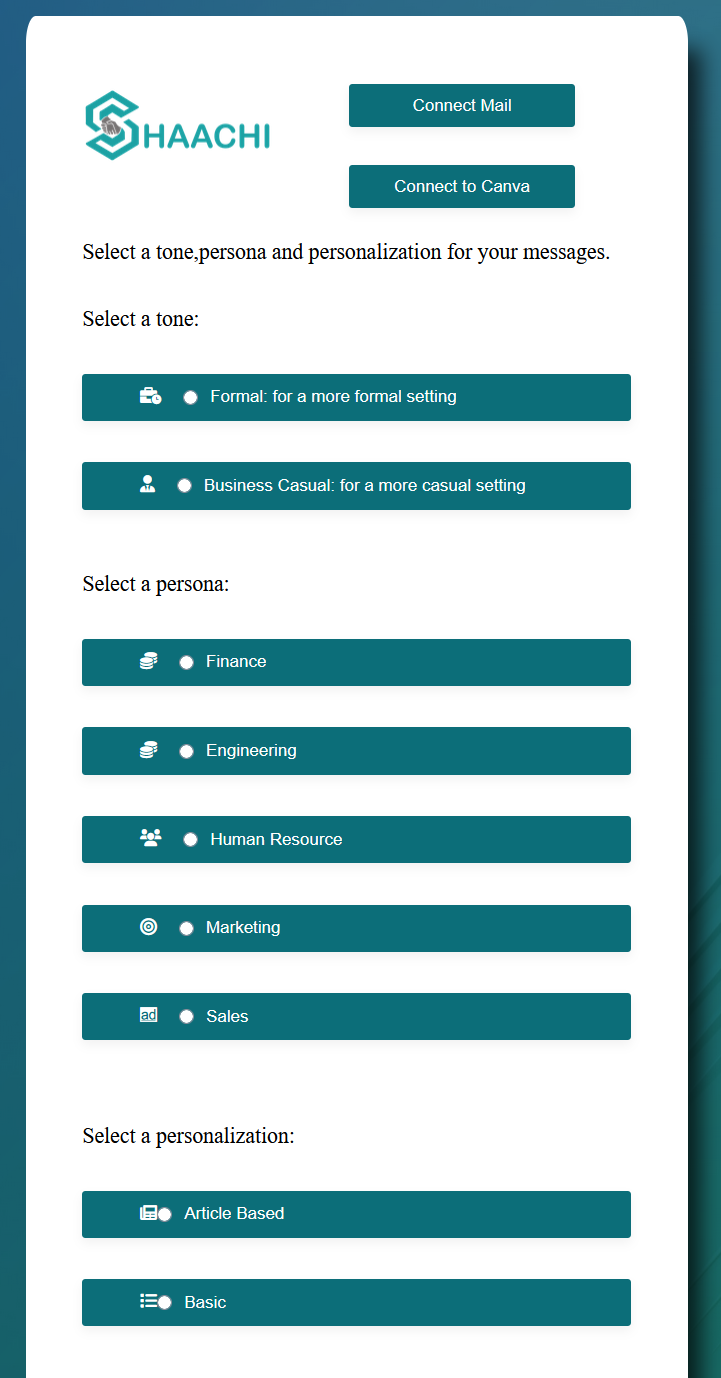 SHAACHI
Connect Mail
Connect to Canva
Select a tone,persona and personalization for your messages.
Select a tone:
Formal: for a more formal setting
Business Casual: for a more casual setting
Select a persona:
Finance
Engineering
Human Resource
Marketing
ad Sales
Select a personalization:
Article Based
Basic